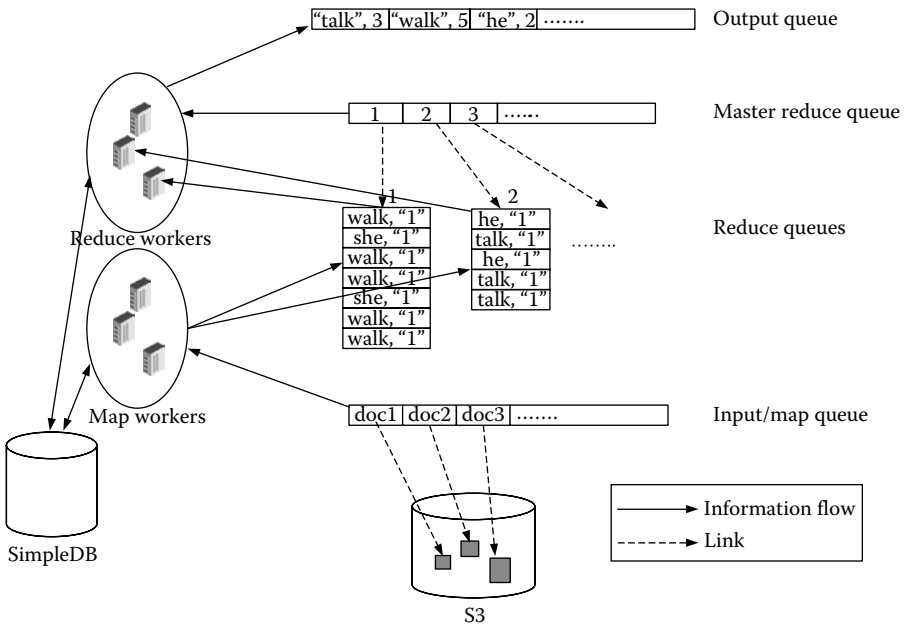 “talk”, 3 “walk”, 5 “he”, 2 ....... Output queue
1 2 3 ...... Master reduce queue
1 2
walk, “1”
she, “1”
walk, “1”
walk, “1”
she, “1”
walk, “1”
walk, “1”
he, “1”
talk, “1”
he, “1”
talk, “1”
talk, “1”
........ Reduce queues
Reduce workers
Map workers
doc1 doc2 doc3 ....... Input/map queue
SimpleDB
S3
Information flow
Link